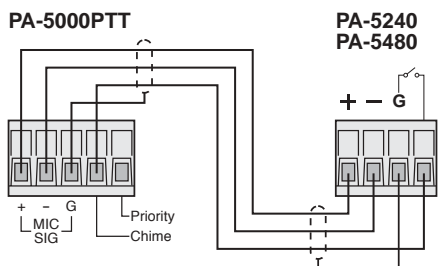 PA-5000PTT
PA-5240
PA-5480
+ − G
+ − G
MIC
SIG
Priority
Chime